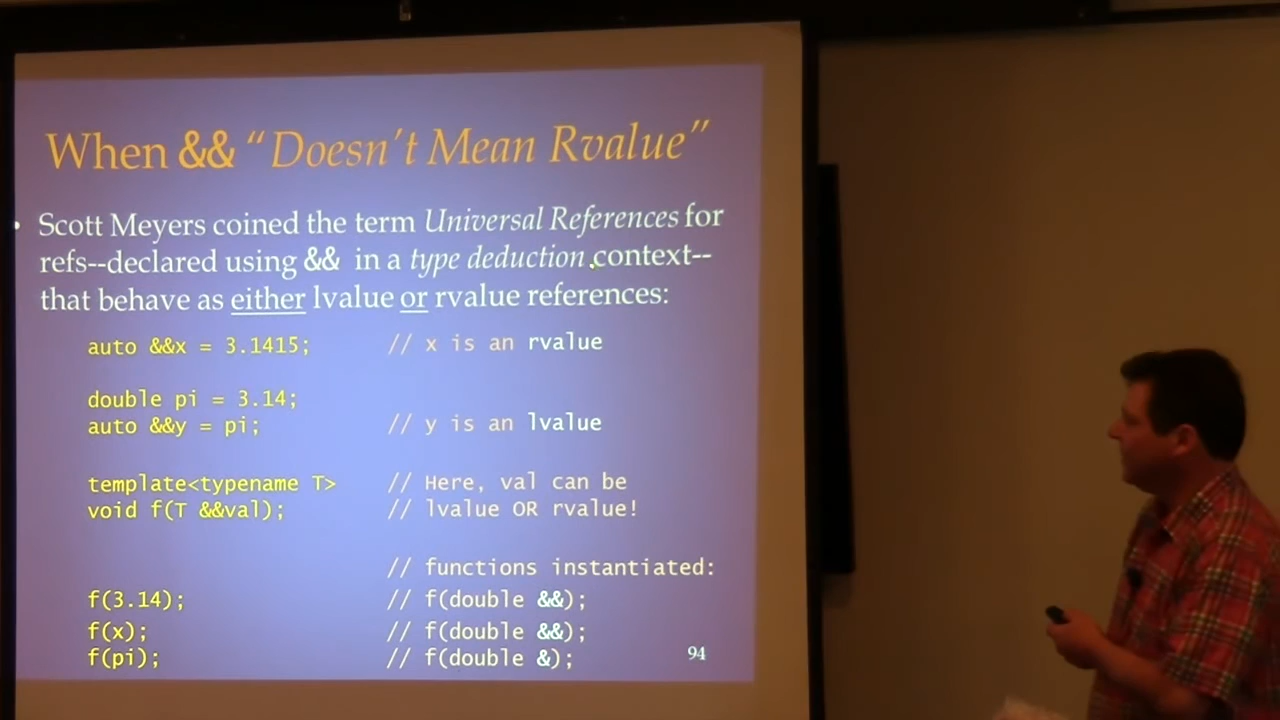 When && “Doesn't Mean Rvalue”
• Scott Meyers coined the term Universal References for
refs--declared using && in a type deduction context--
that behave as either lvalue or rvalue references:
auto &&x = 3.1415; // x is an rvalue
double pi = 3.14;
auto &&y = pi; // y is an lvalue
template<typename T> // Here, val can be
void f(T &&val); // lvalue OR rvalue!
// functions instantiated:
f(3.14); // f(double &&);
f(x); // f(double &&);
f(pi); // f(double &);
94